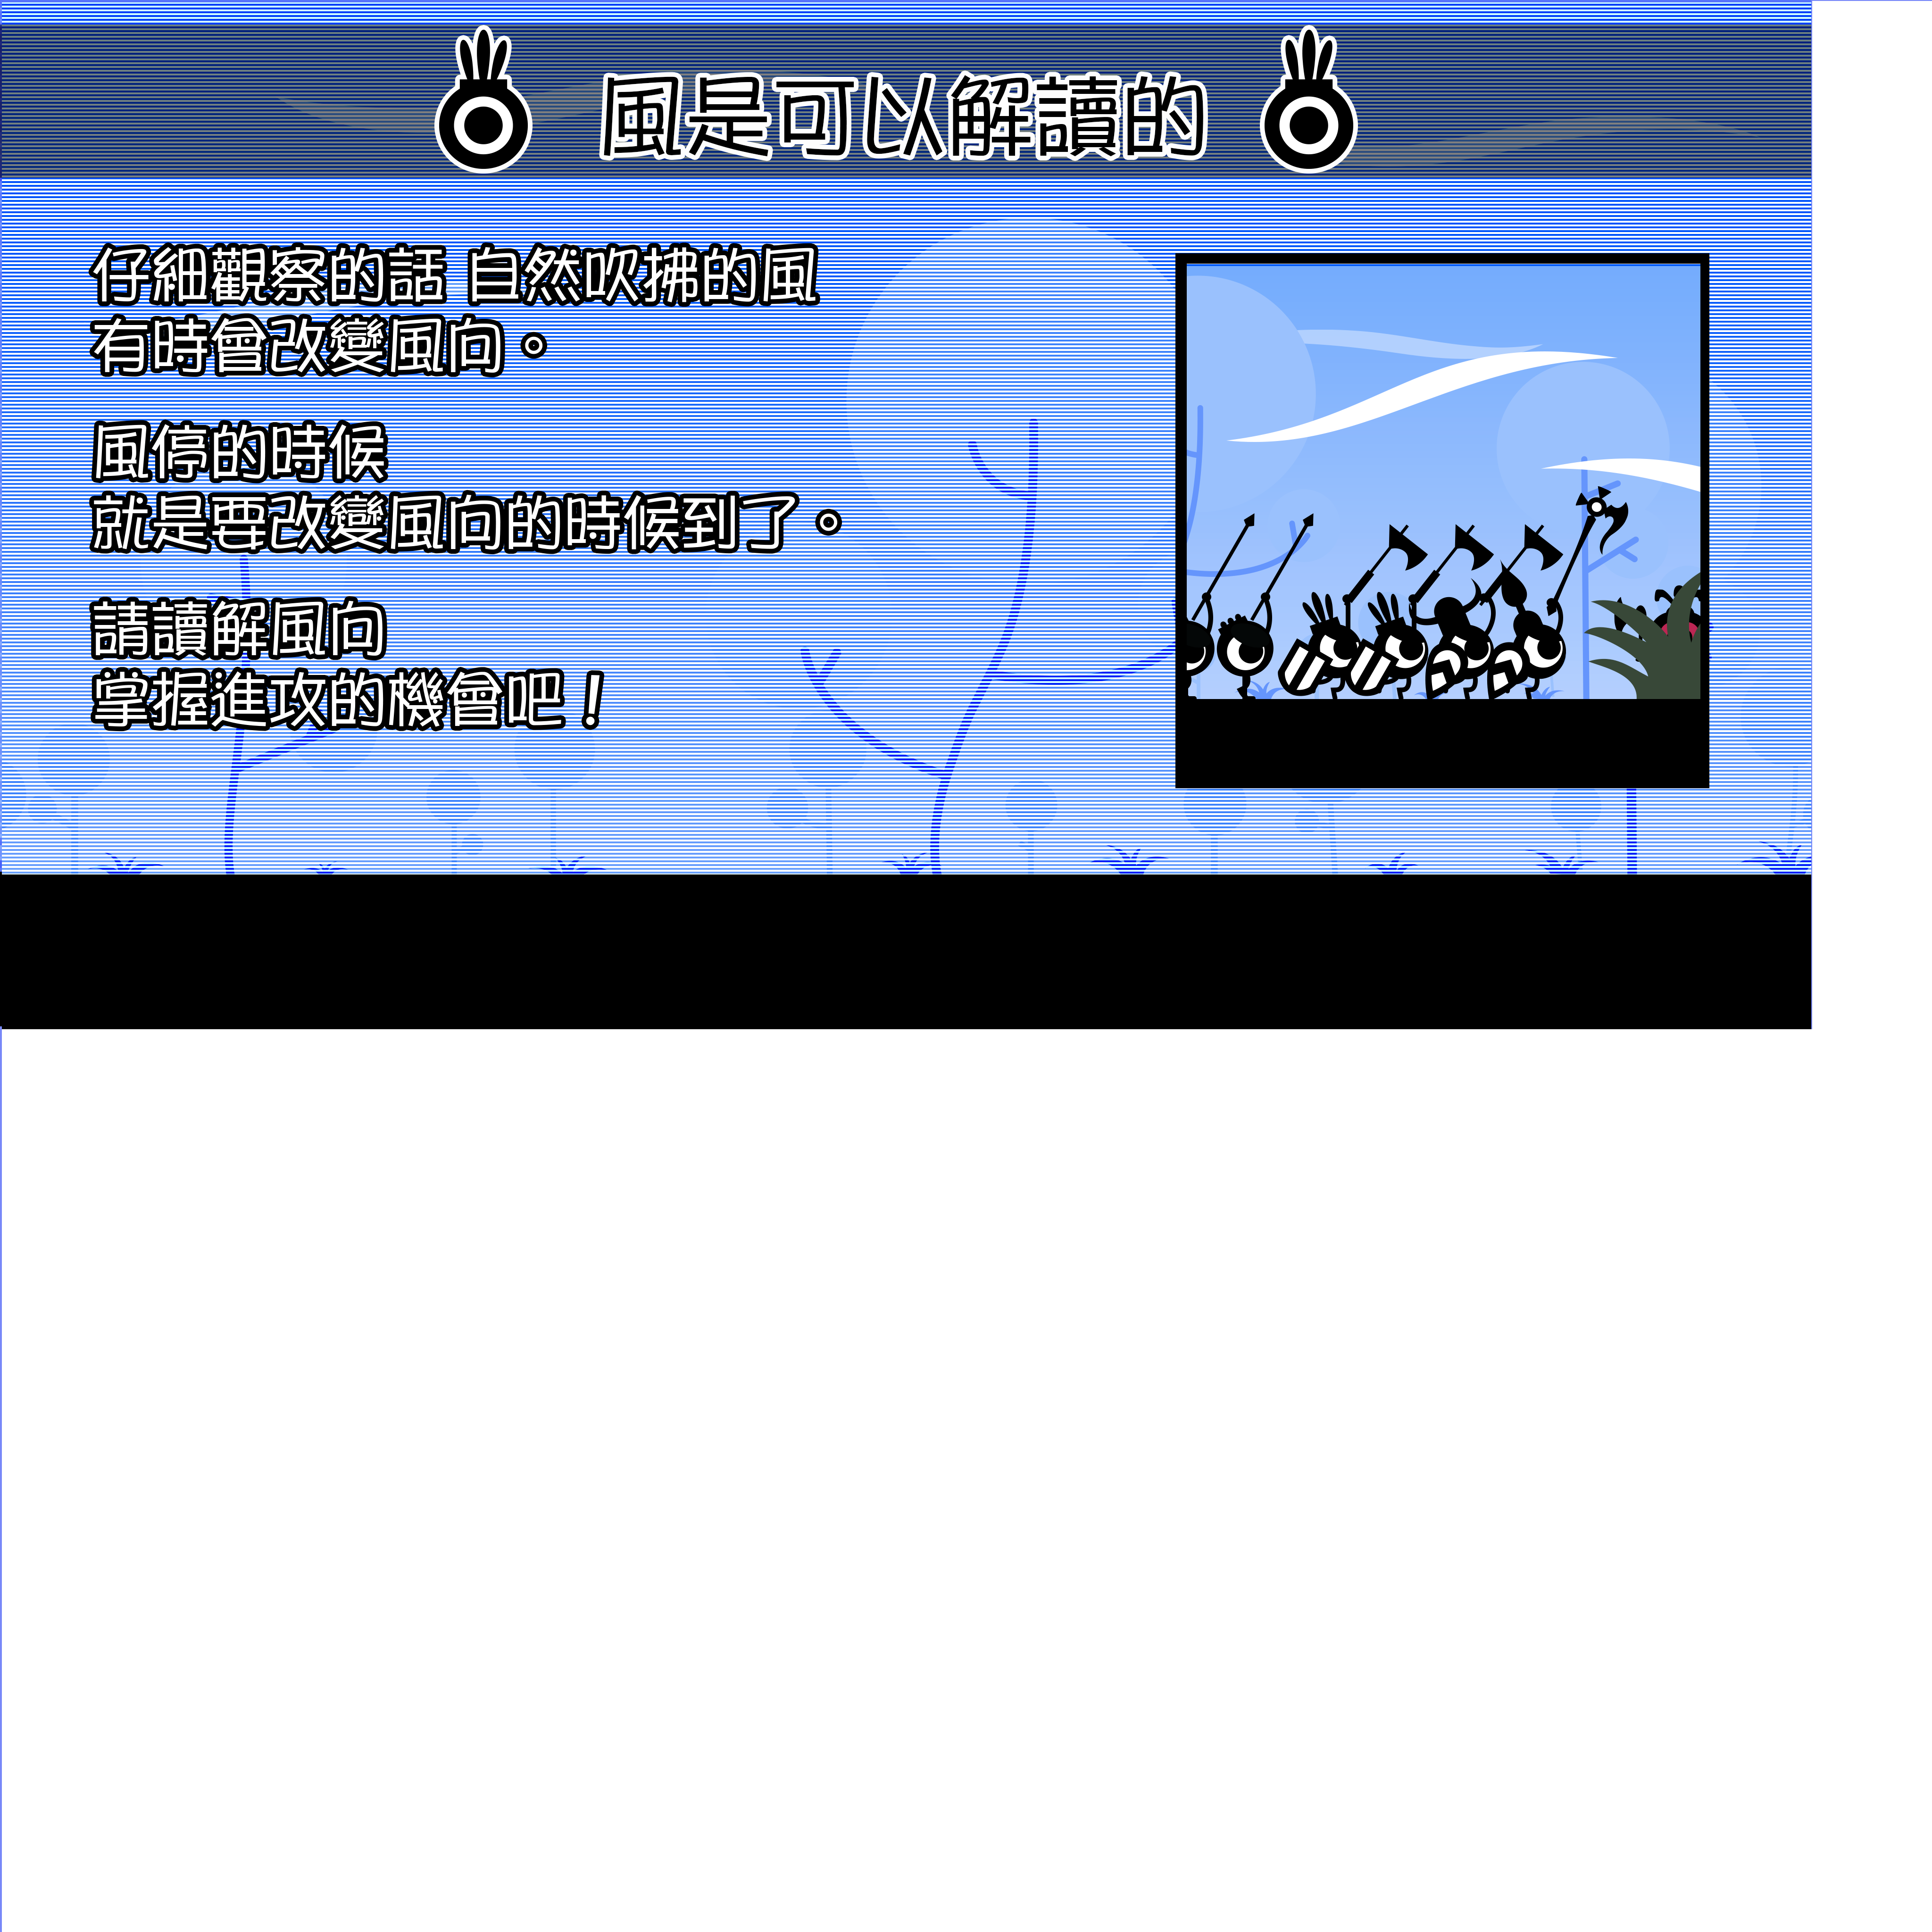 風是可以解讀的
仔細觀察的話 自然吹拂的風
有時會改變風向。
風停的時候
就是要改變風向的時候到了。
請讀解風向
掌握進攻的機會吧！